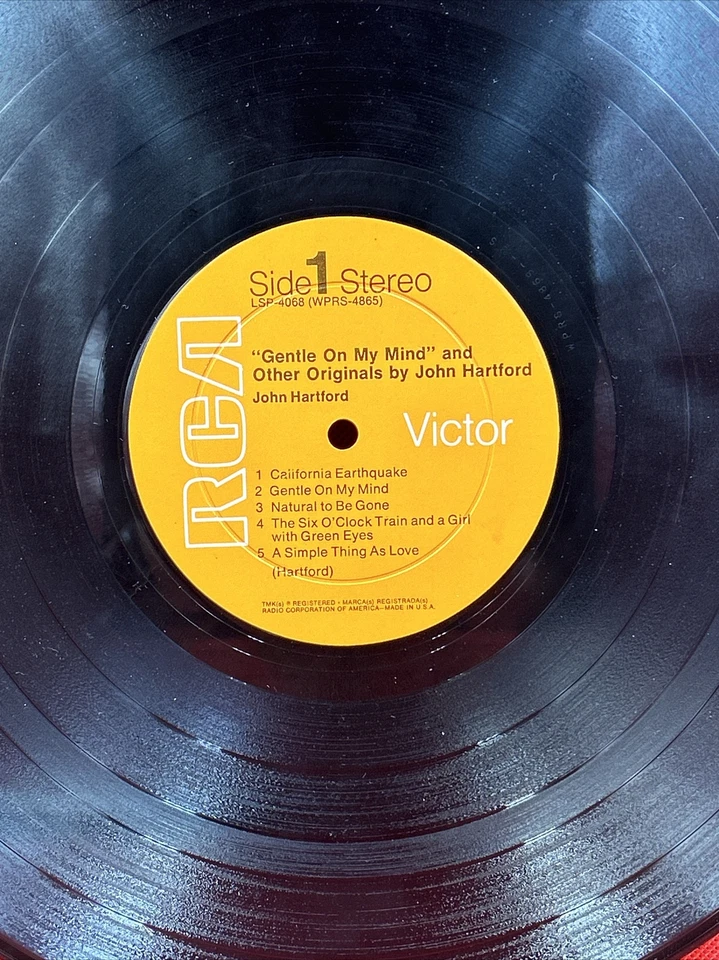 Side 1 Stereo
LSP-4068 (WPRS-4865)
RCA
"Gentle On My Mind" and
Other Originals by John Hartford
John Hartford
Victor
1 California Earthquake
2 Gentle On My Mind
3 Natural to Be Gone
4 The Six O'Clock Train and a Girl
with Green Eyes
5 A Simple Thing As Love
(Hartford)
TMK(s) ® REGISTERED • MARCA(s) REGISTRADA(s)
RADIO CORPORATION OF AMERICA—MADE IN U.S.A.